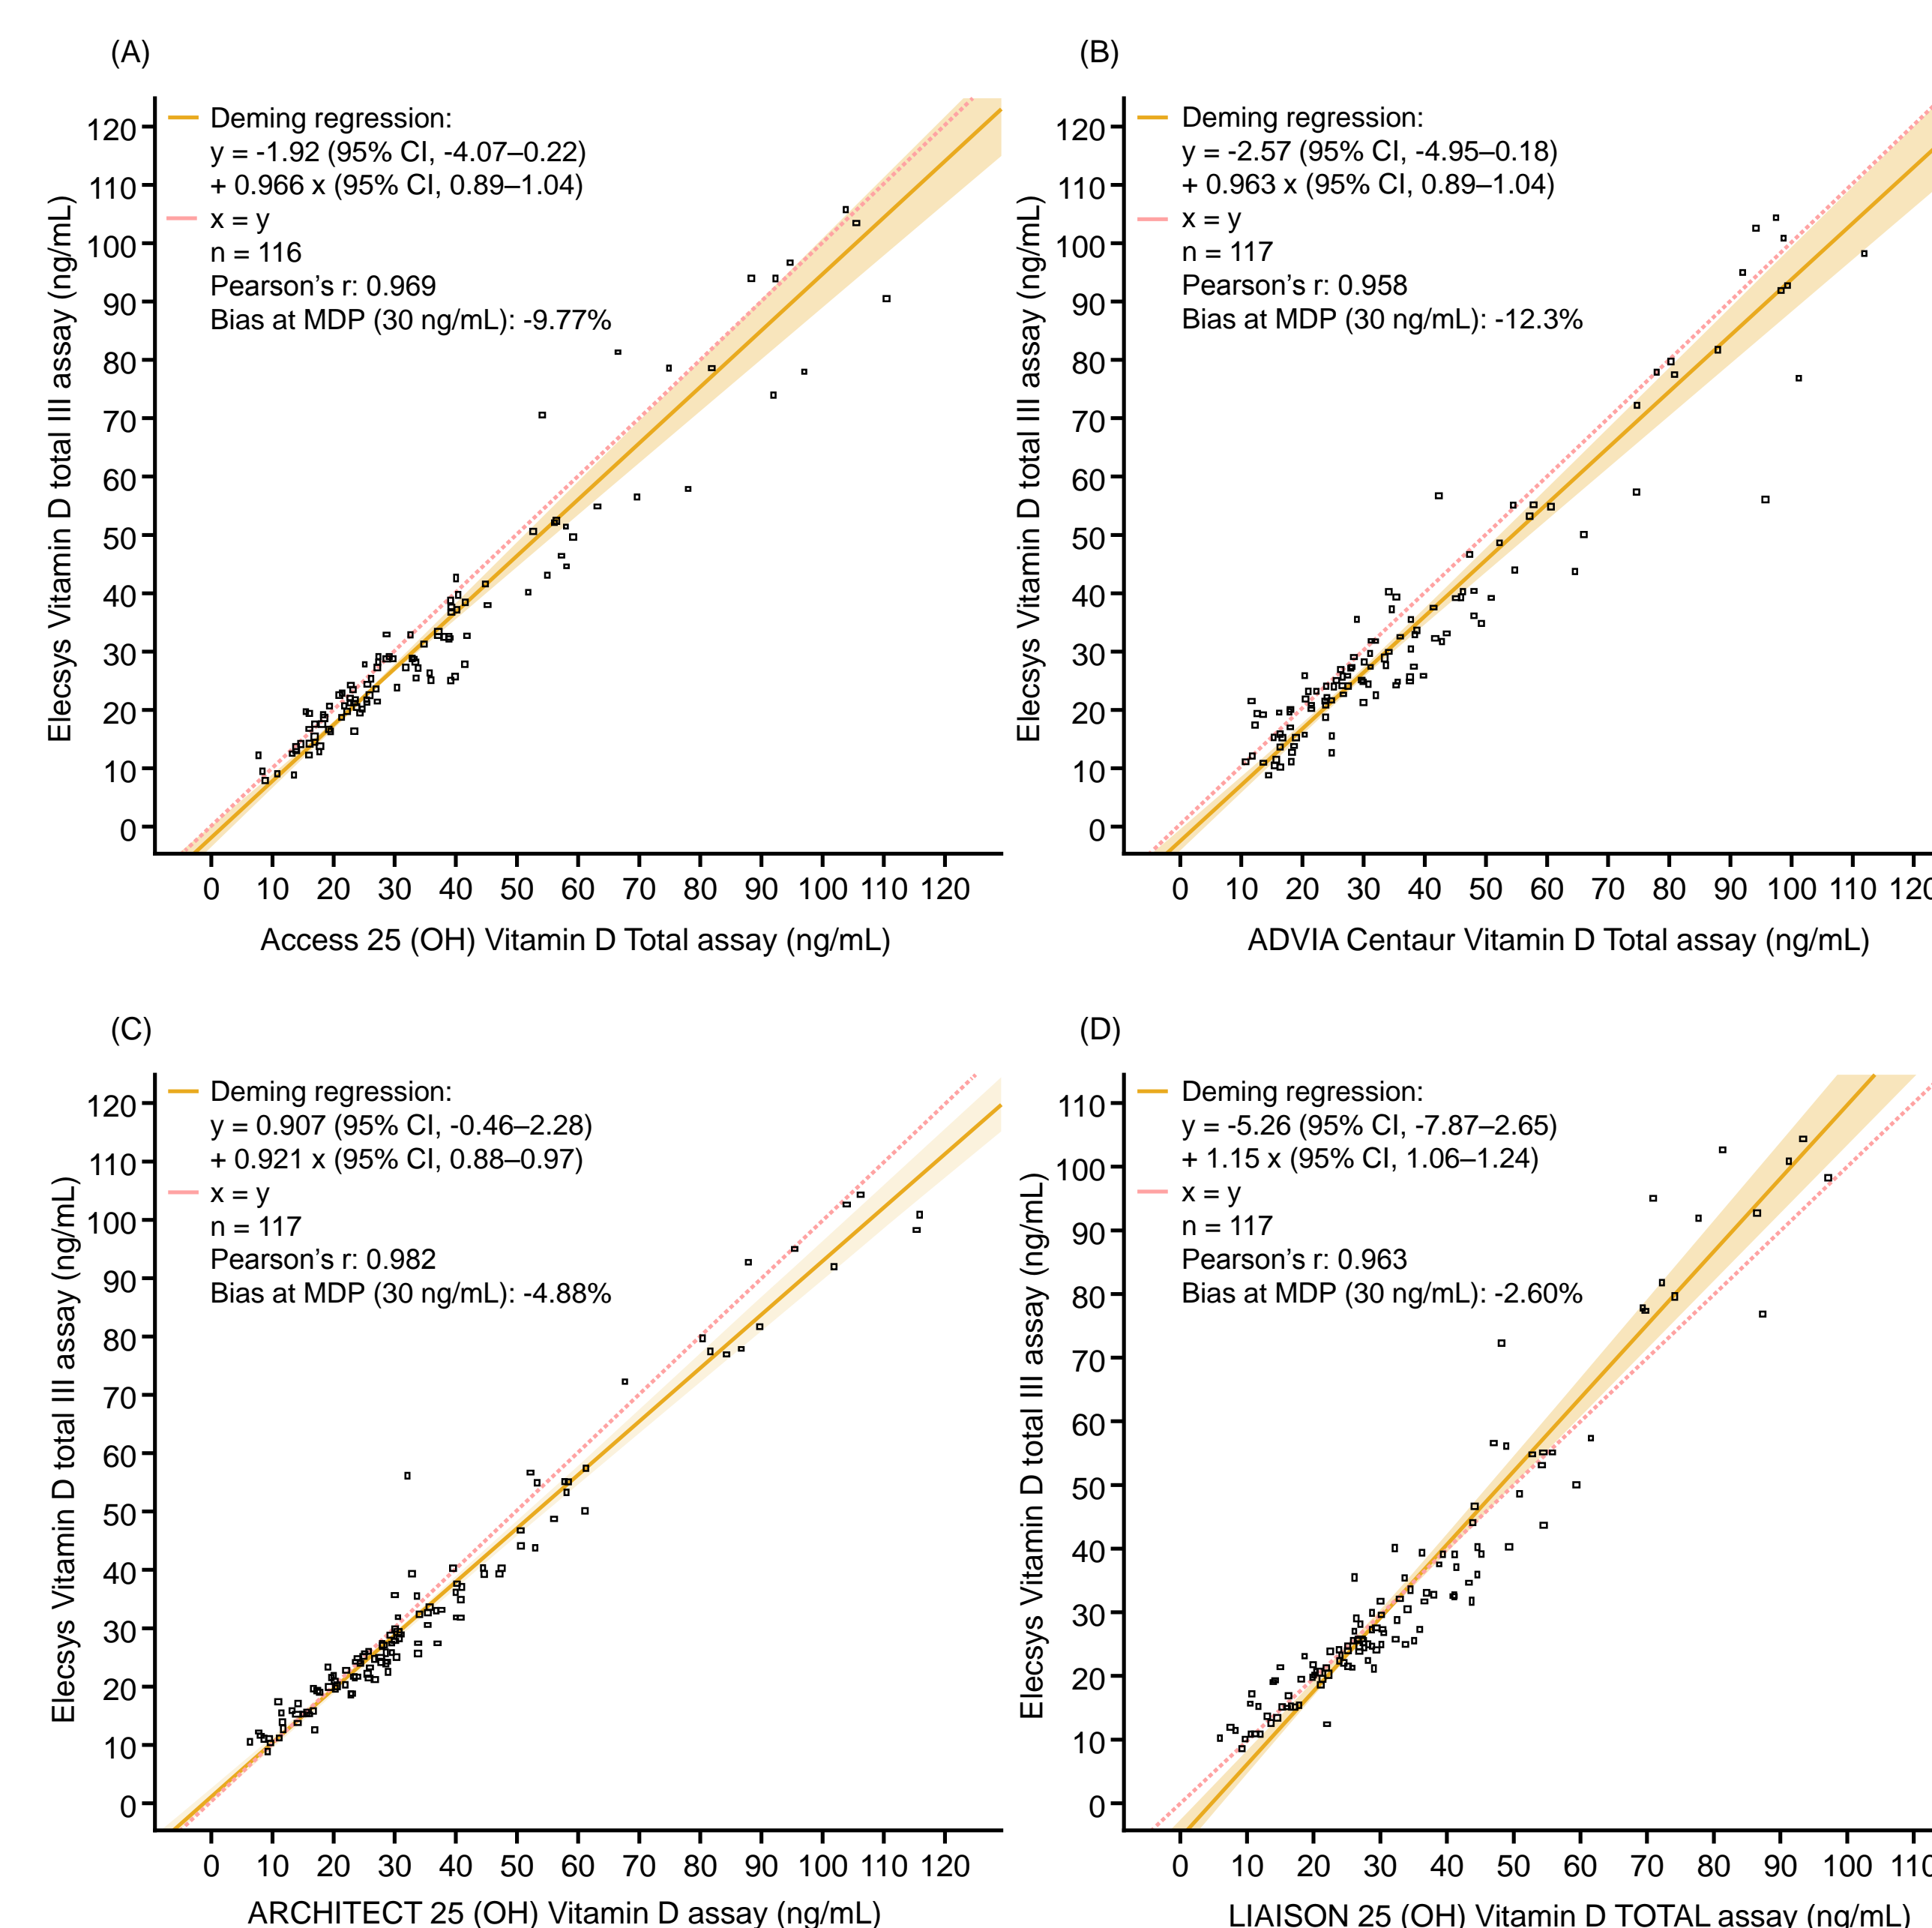 (A)
Deming regression:
y = -1.92 (95% CI, -4.07–0.22)
+ 0.966 x (95% CI, 0.89–1.04)
x = y
n = 116
Pearson’s r: 0.969
Bias at MDP (30 ng/mL): -9.77%
Elecsys Vitamin D total III assay (ng/mL)
120
110
100
90
80
70
60
50
40
30
20
10
0
0 10 20 30 40 50 60 70 80 90 100 110 120
Access 25 (OH) Vitamin D Total assay (ng/mL)
(B)
Deming regression:
y = -2.57 (95% CI, -4.95–0.18)
+ 0.963 x (95% CI, 0.89–1.04)
x = y
n = 117
Pearson’s r: 0.958
Bias at MDP (30 ng/mL): -12.3%
Elecsys Vitamin D total III assay (ng/mL)
120
110
100
90
80
70
60
50
40
30
20
10
0
0 10 20 30 40 50 60 70 80 90 100 110 120
ADVIA Centaur Vitamin D Total assay (ng/mL)
(C)
Deming regression:
y = 0.907 (95% CI, -0.46–2.28)
+ 0.921 x (95% CI, 0.88–0.97)
x = y
n = 117
Pearson’s r: 0.982
Bias at MDP (30 ng/mL): -4.88%
Elecsys Vitamin D total III assay (ng/mL)
120
110
100
90
80
70
60
50
40
30
20
10
0
0 10 20 30 40 50 60 70 80 90 100 110 120
ARCHITECT 25 (OH) Vitamin D assay (ng/mL)
(D)
Deming regression:
y = -5.26 (95% CI, -7.87–2.65)
+ 1.15 x (95% CI, 1.06–1.24)
x = y
n = 117
Pearson’s r: 0.963
Bias at MDP (30 ng/mL): -2.60%
Elecsys Vitamin D total III assay (ng/mL)
110
100
90
80
70
60
50
40
30
20
10
0
0 10 20 30 40 50 60 70 80 90 100 110
LIAISON 25 (OH) Vitamin D TOTAL assay (ng/mL)